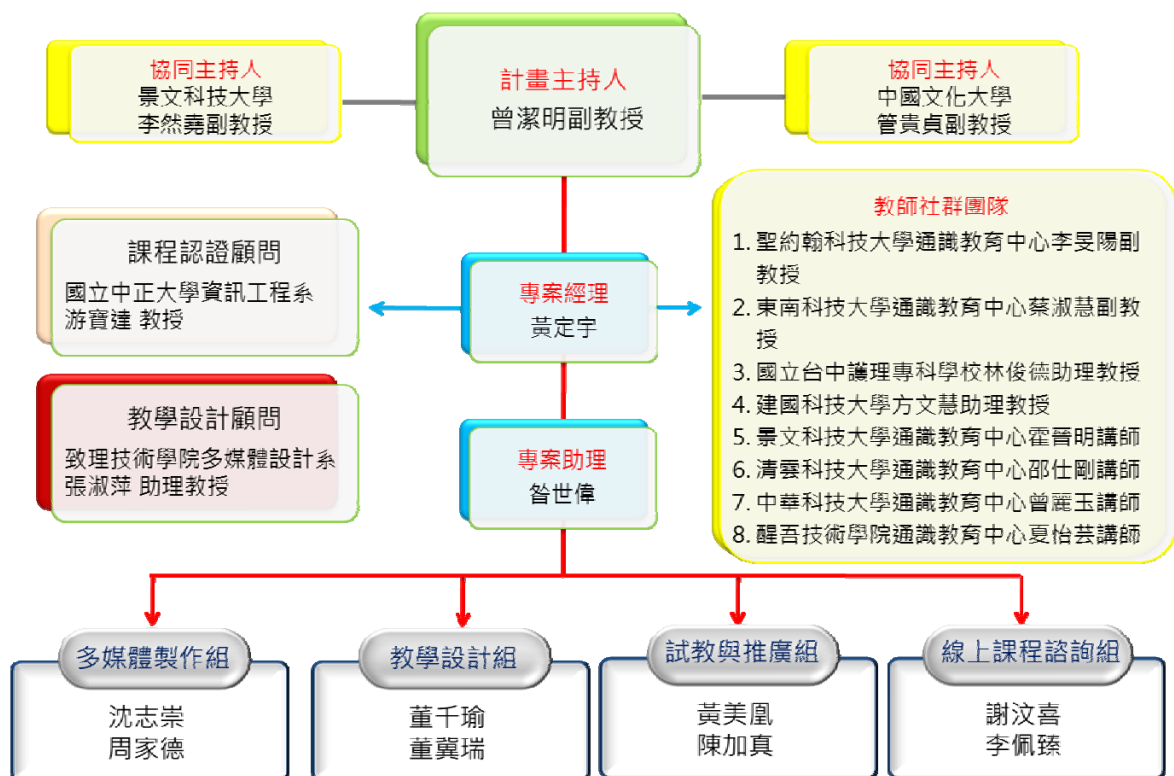 協同主持人
景文科技大學
李然堯副教授
計畫主持人
曾潔明副教授
協同主持人
中國文化大學
管貴貞副教授
課程認證顧問
國立中正大學資訊工程系
游寶達 教授
專案經理
黃定宇
教師社群團隊
1. 聖約翰科技大學通識教育中心李旻陽副
教授
2. 東南科技大學通識教育中心蔡淑慧副教
授
3. 國立台中護理專科學校林俊德助理教授
4. 建國科技大學方文慧助理教授
5. 景文科技大學通識教育中心霍晉明講師
6. 清雲科技大學通識教育中心邵仕剛講師
7. 中華科技大學通識教育中心曾麗玉講師
8. 醒吾技術學院通識教育中心夏怡芸講師
教學設計顧問
致理技術學院多媒體設計系
張淑萍 助理教授
專案助理
昝世偉
多媒體製作組
沈志崇
周家德
教學設計組
董千瑜
董冀瑞
試教與推廣組
黃美凰
陳加真
線上課程諮詢組
謝汶喜
李佩臻